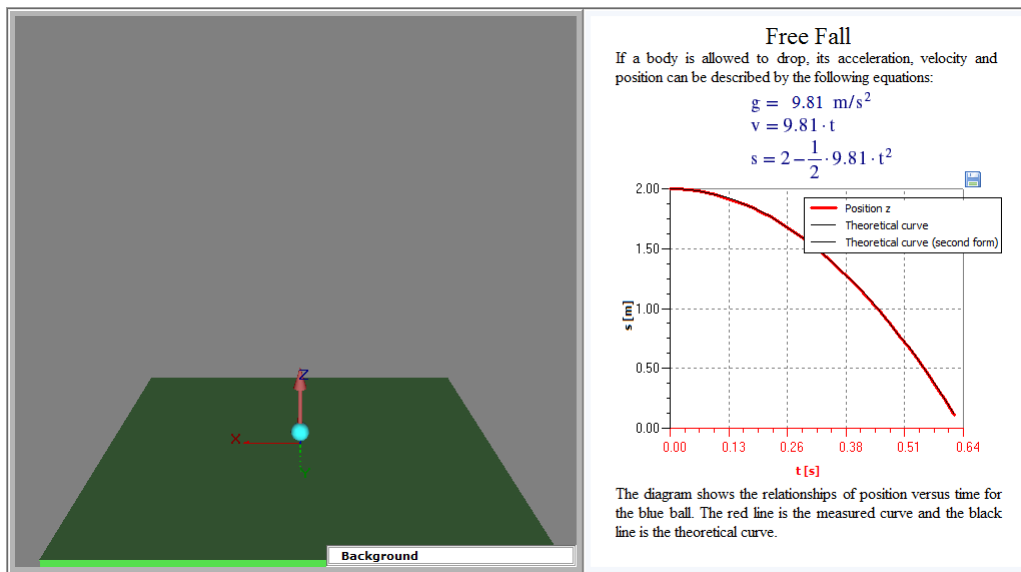 Z
X
Y
Background
Free Fall
If a body is allowed to drop, its acceleration, velocity and
position can be described by the following equations:
g = 9.81 m/s²
v = 9.81 · t
s = 2 − 1/2 · 9.81 · t²
2.00
1.50
1.00
0.50
0.00
s [m]
Position z
Theoretical curve
Theoretical curve (second form)
0.00 0.13 0.26 0.38 0.51 0.64
t [s]
The diagram shows the relationships of position versus time for
the blue ball. The red line is the measured curve and the black
line is the theoretical curve.